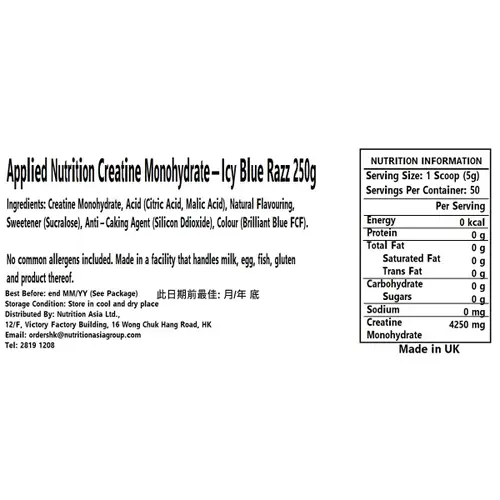 Applied Nutrition Creatine Monohydrate – Icy Blue Razz 250g
Ingredients: Creatine Monohydrate, Acid (Citric Acid, Malic Acid), Natural Flavouring,
Sweetener (Sucralose), Anti – Caking Agent (Silicon Ddioxide), Colour (Brilliant Blue FCF).
No common allergens included. Made in a facility that handles milk, egg, fish, gluten
and product thereof.
Best Before: end MM/YY (See Package) 此日期前最佳: 月/年 底
Storage Condition: Store in cool and dry place
Distributed By: Nutrition Asia Ltd.,
12/F, Victory Factory Building, 16 Wong Chuk Hang Road, HK
Email: ordershk@nutritionasiagroup.com
Tel: 2819 1208
NUTRITION INFORMATION
Serving Size: 1 Scoop (5g)
Servings Per Container: 50
Per Serving
Energy 0 kcal
Protein 0 g
Total Fat 0 g
Saturated Fat 0 g
Trans Fat 0 g
Carbohydrate 0 g
Sugars 0 g
Sodium 0 mg
Creatine 4250 mg
Monohydrate
Made in UK